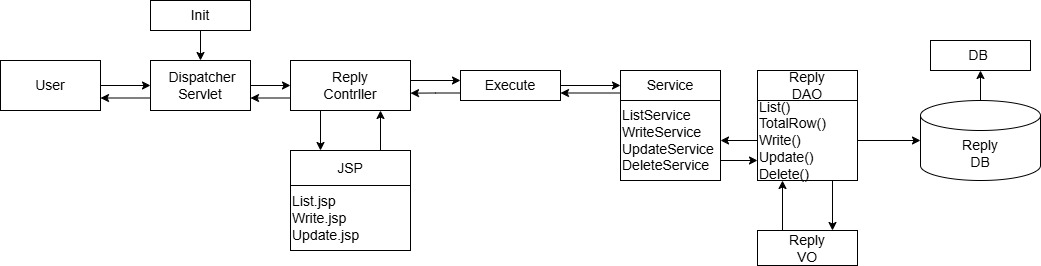 Init
User
Dispatcher
Servlet
Reply
Contrller
Execute
Service
ListService
WriteService
UpdateService
DeleteService
Reply
DAO
List()
TotalRow()
Write()
Update()
Delete()
DB
Reply
DB
JSP
List.jsp
Write.jsp
Update.jsp
Reply
VO